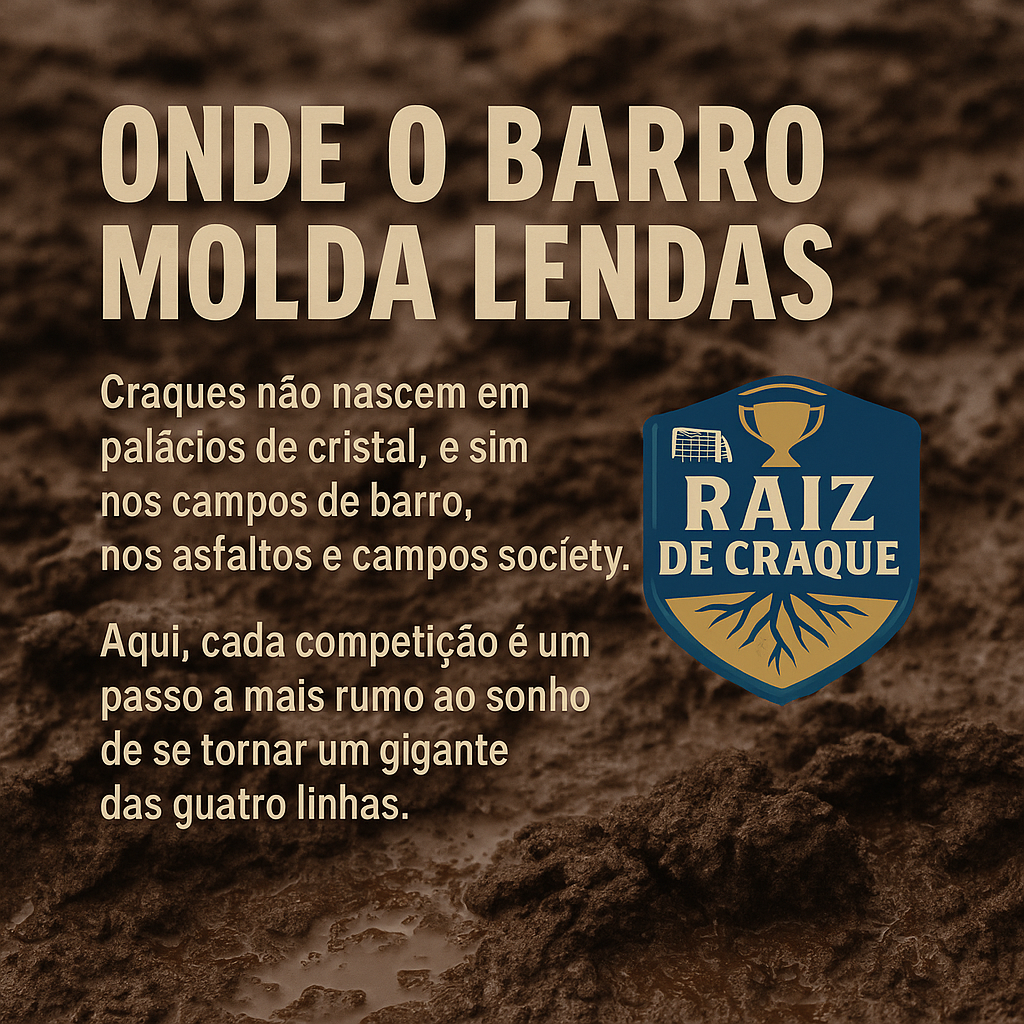 ONDE O BARRO
MOLDA LENDAS
Craques não nascem em
palácios de cristal, e sim
nos campos de barro,
nos asfaltos e campos socíety.
Aqui, cada competição é um
passo a mais rumo ao sonho
de se tornar um gigante
das guatro linhas.
RAIZ
DE CRAQUE